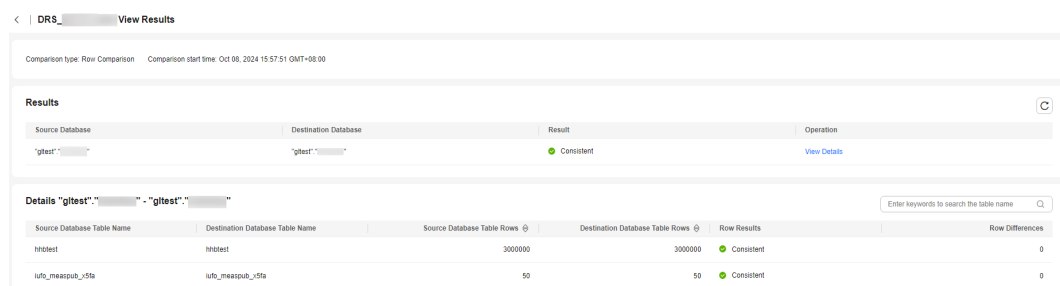 DRS_ View Results
Comparison type: Row Comparison Comparison start time: Oct 08, 2024 15:57:51 GMT+08:00
Results
Source Database Destination Database Result Operation
"gltest"." " "gltest"." " Consistent View Details
Details "gltest"." " - "gltest"." "
Enter keywords to search the table name
Source Database Table Name Destination Database Table Name Source Database Table Rows Destination Database Table Rows Row Results Row Differences
hhbtest hhbtest 3000000 3000000 Consistent 0
iufo_measpub_x5fa iufo_measpub_x5fa 50 50 Consistent 0